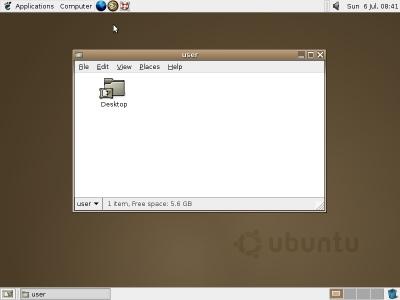 Applications Computer Sun 6 Jul, 08:41
user
File Edit View Places Help
Desktop
user 1 item, Free space: 5.6 GB
ubuntu
user